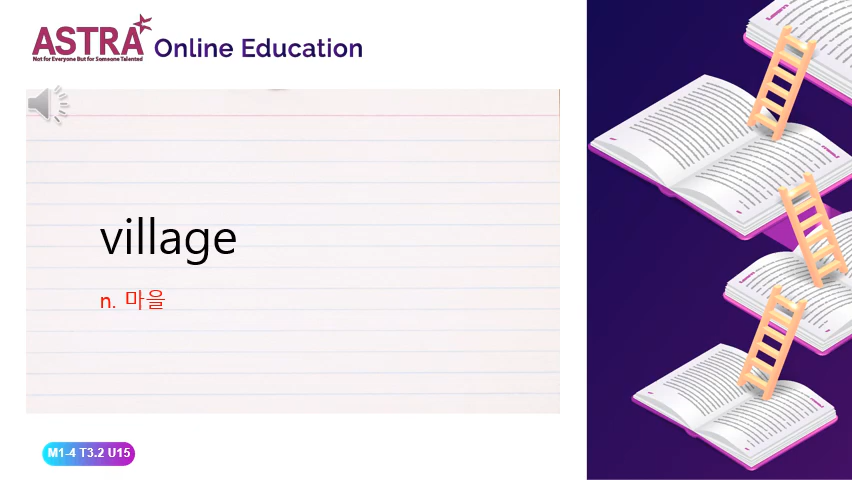 ASTRA
Not for Everyone But for Someone Talented
Online Education
village
n. 마을
M1-4 T3.2 U15